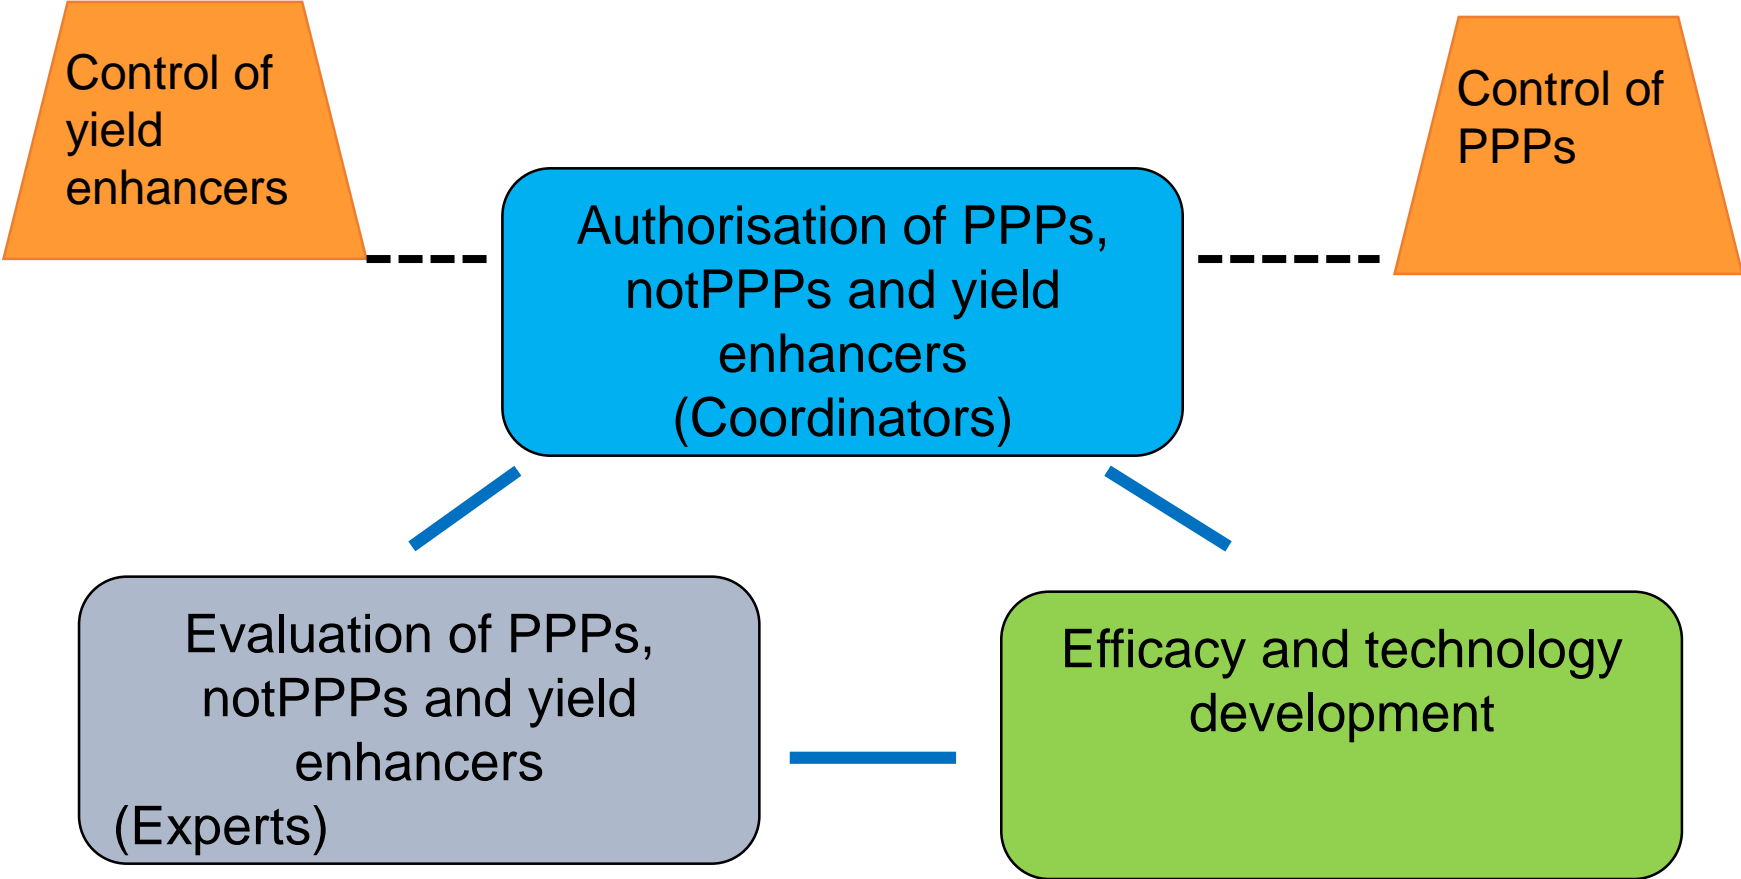 Control of
yield
enhancers
Control of
PPPs
Authorisation of PPPs,
notPPPs and yield
enhancers
(Coordinators)
Evaluation of PPPs,
notPPPs and yield
enhancers
(Experts)
Efficacy and technology
development